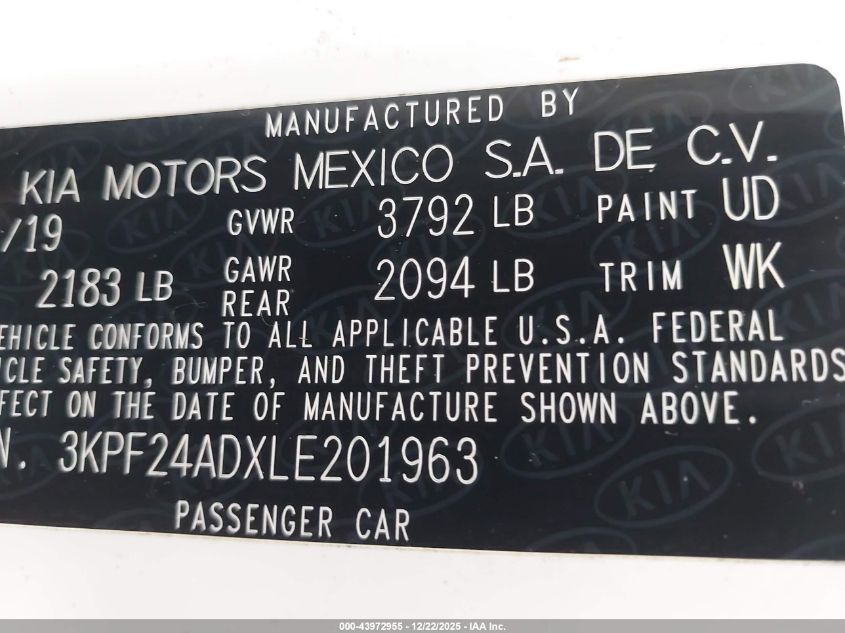 MANUFACTURED BY
KIA MOTORS MEXICO S.A. DE C.V.
/19 GVWR 3792 LB PAINT UD
2183 LB GAWR REAR 2094 LB TRIM WK
EHICLE CONFORMS TO ALL APPLICABLE U.S.A. FEDERAL
ICLE SAFETY, BUMPER, AND THEFT PREVENTION STANDARDS
FFECT ON THE DATE OF MANUFACTURE SHOWN ABOVE.
N. 3KPF24ADXLE201963
PASSENGER CAR
000-43972955 - 12/22/2025 - IAA Inc.